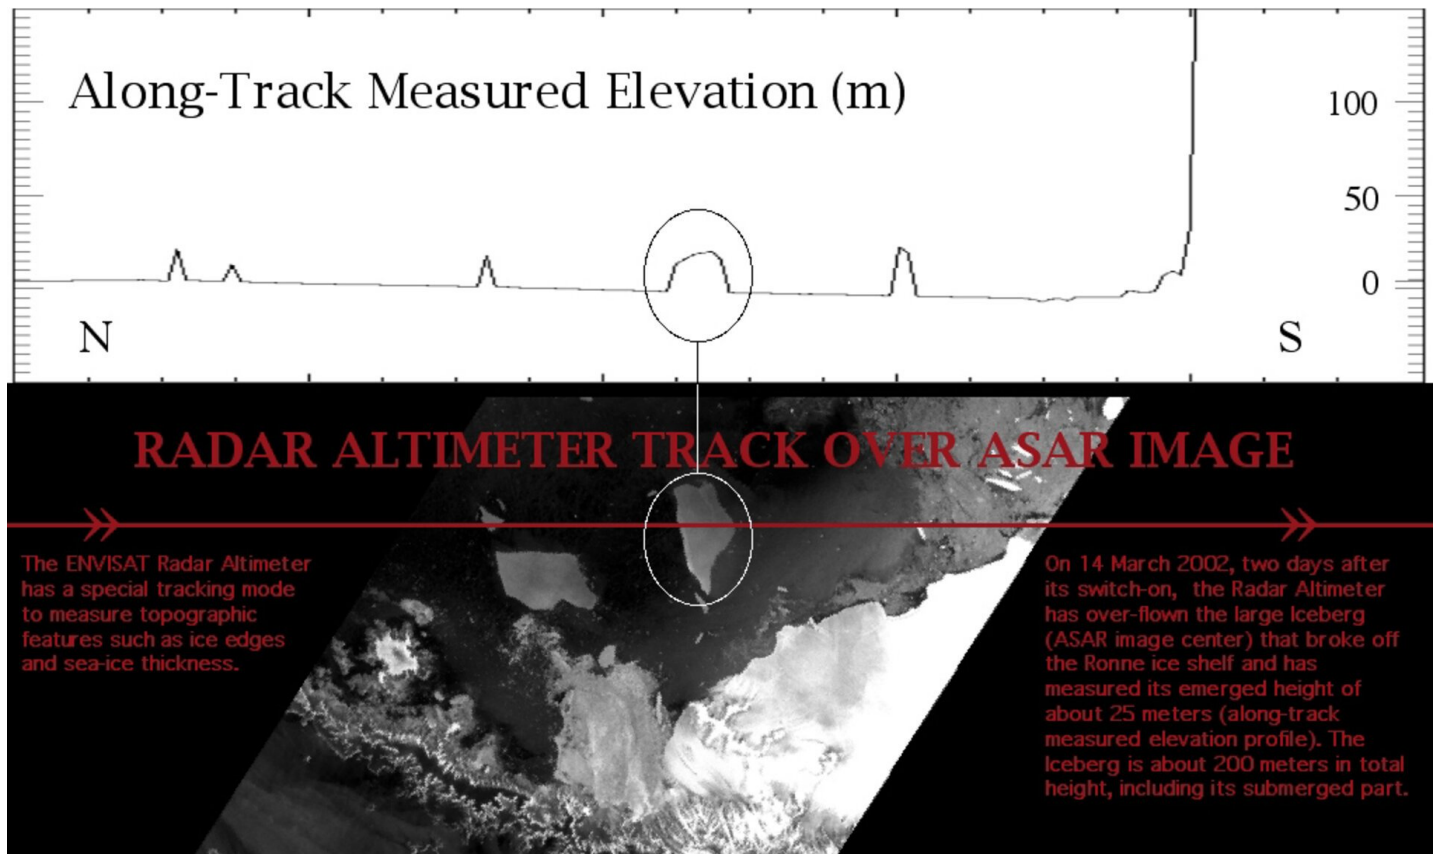 Along-Track Measured Elevation (m)
100
50
0
N
S
RADAR ALTIMETER TRACK OVER ASAR IMAGE
The ENVISAT Radar Altimeter
has a special tracking mode
to measure topographic
features such as ice edges
and sea-ice thickness.
On 14 March 2002, two days after
its switch-on, the Radar Altimeter
has over-flown the large Iceberg
(ASAR image center) that broke off
the Ronne ice shelf and has
measured its emerged height of
about 25 meters (along-track
measured elevation profile). The
Iceberg is about 200 meters in total
height, including its submerged part.